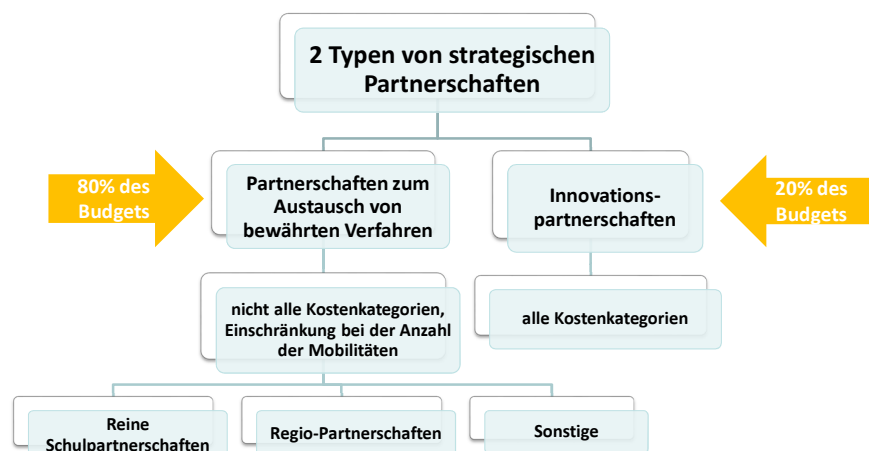 2 Typen von strategischen
Partnerschaften
80% des
Budgets
Partnerschaften zum
Austausch von
bewährten Verfahren
Innovations-
partnerschaften
20% des
Budgets
nicht alle Kostenkategorien,
Einschränkung bei der Anzahl
der Mobilitäten
alle Kostenkategorien
Reine
Schulpartnerschaften
Regio-Partnerschaften
Sonstige